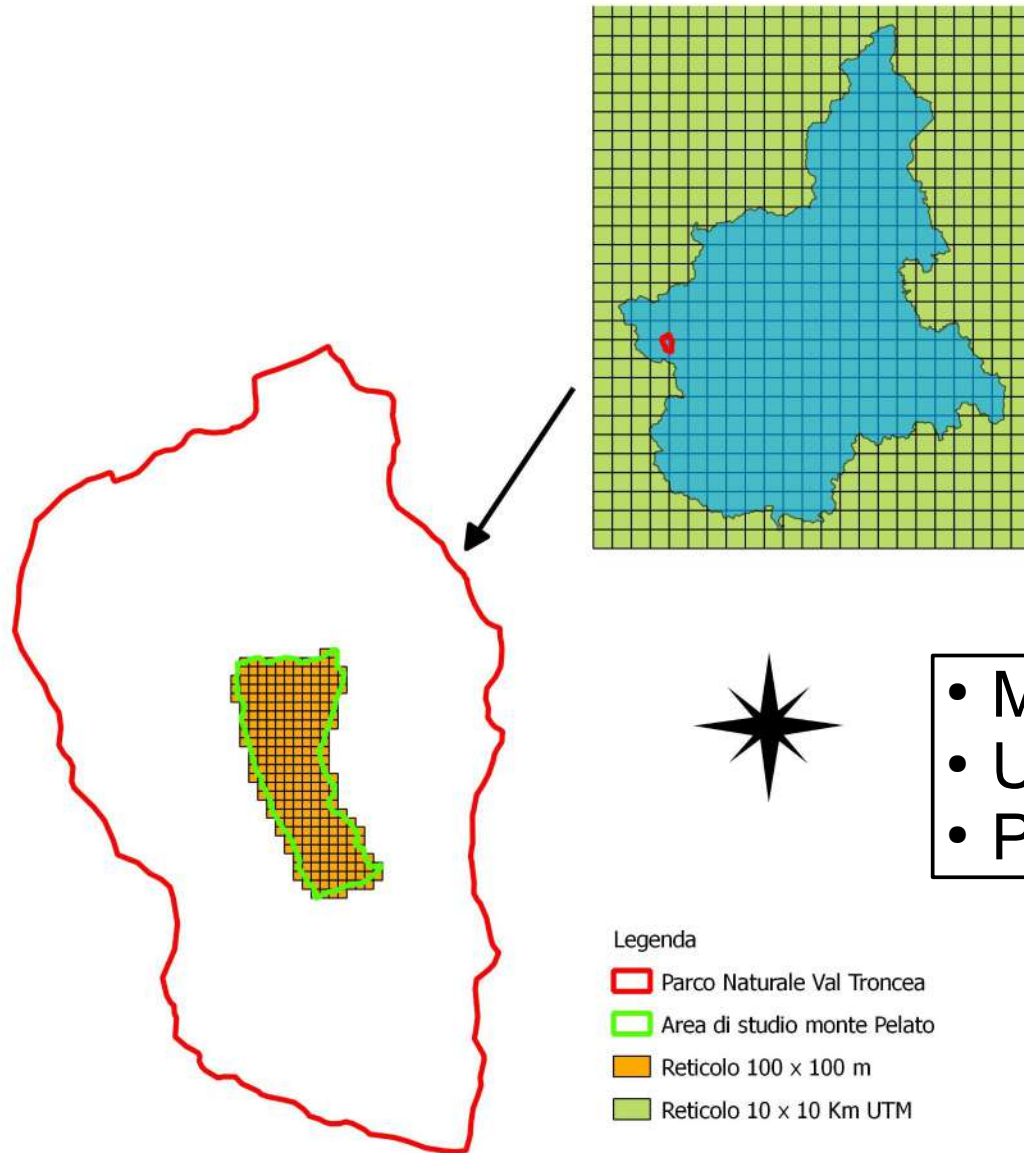 • M
• U
• P
Legenda
Parco Naturale Val Troncea
Area di studio monte Pelato
Reticolo 100 x 100 m
Reticolo 10 x 10 Km UTM